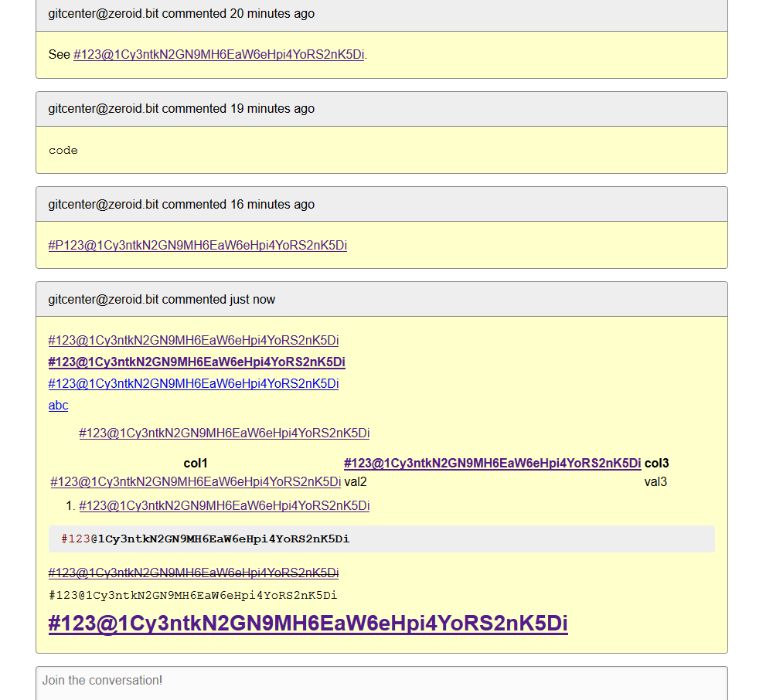 gitcenter@zeroid.bit commented 20 minutes ago
See #123@1Cy3ntkN2GN9MH6EaW6eHpi4YoRS2nK5Di.
gitcenter@zeroid.bit commented 19 minutes ago
code
gitcenter@zeroid.bit commented 16 minutes ago
#P123@1Cy3ntkN2GN9MH6EaW6eHpi4YoRS2nK5Di
gitcenter@zeroid.bit commented just now
#123@1Cy3ntkN2GN9MH6EaW6eHpi4YoRS2nK5Di
#123@1Cy3ntkN2GN9MH6EaW6eHpi4YoRS2nK5Di
#123@1Cy3ntkN2GN9MH6EaW6eHpi4YoRS2nK5Di
abc
#123@1Cy3ntkN2GN9MH6EaW6eHpi4YoRS2nK5Di
col1 #123@1Cy3ntkN2GN9MH6EaW6eHpi4YoRS2nK5Di col3
#123@1Cy3ntkN2GN9MH6EaW6eHpi4YoRS2nK5Di val2 val3
1. #123@1Cy3ntkN2GN9MH6EaW6eHpi4YoRS2nK5Di
#123@1Cy3ntkN2GN9MH6EaW6eHpi4YoRS2nK5Di
#123@1Cy3ntkN2GN9MH6EaW6eHpi4YoRS2nK5Di
#123@1Cy3ntkN2GN9MH6EaW6eHpi4YoRS2nK5Di
#123@1Cy3ntkN2GN9MH6EaW6eHpi4YoRS2nK5Di
Join the conversation!